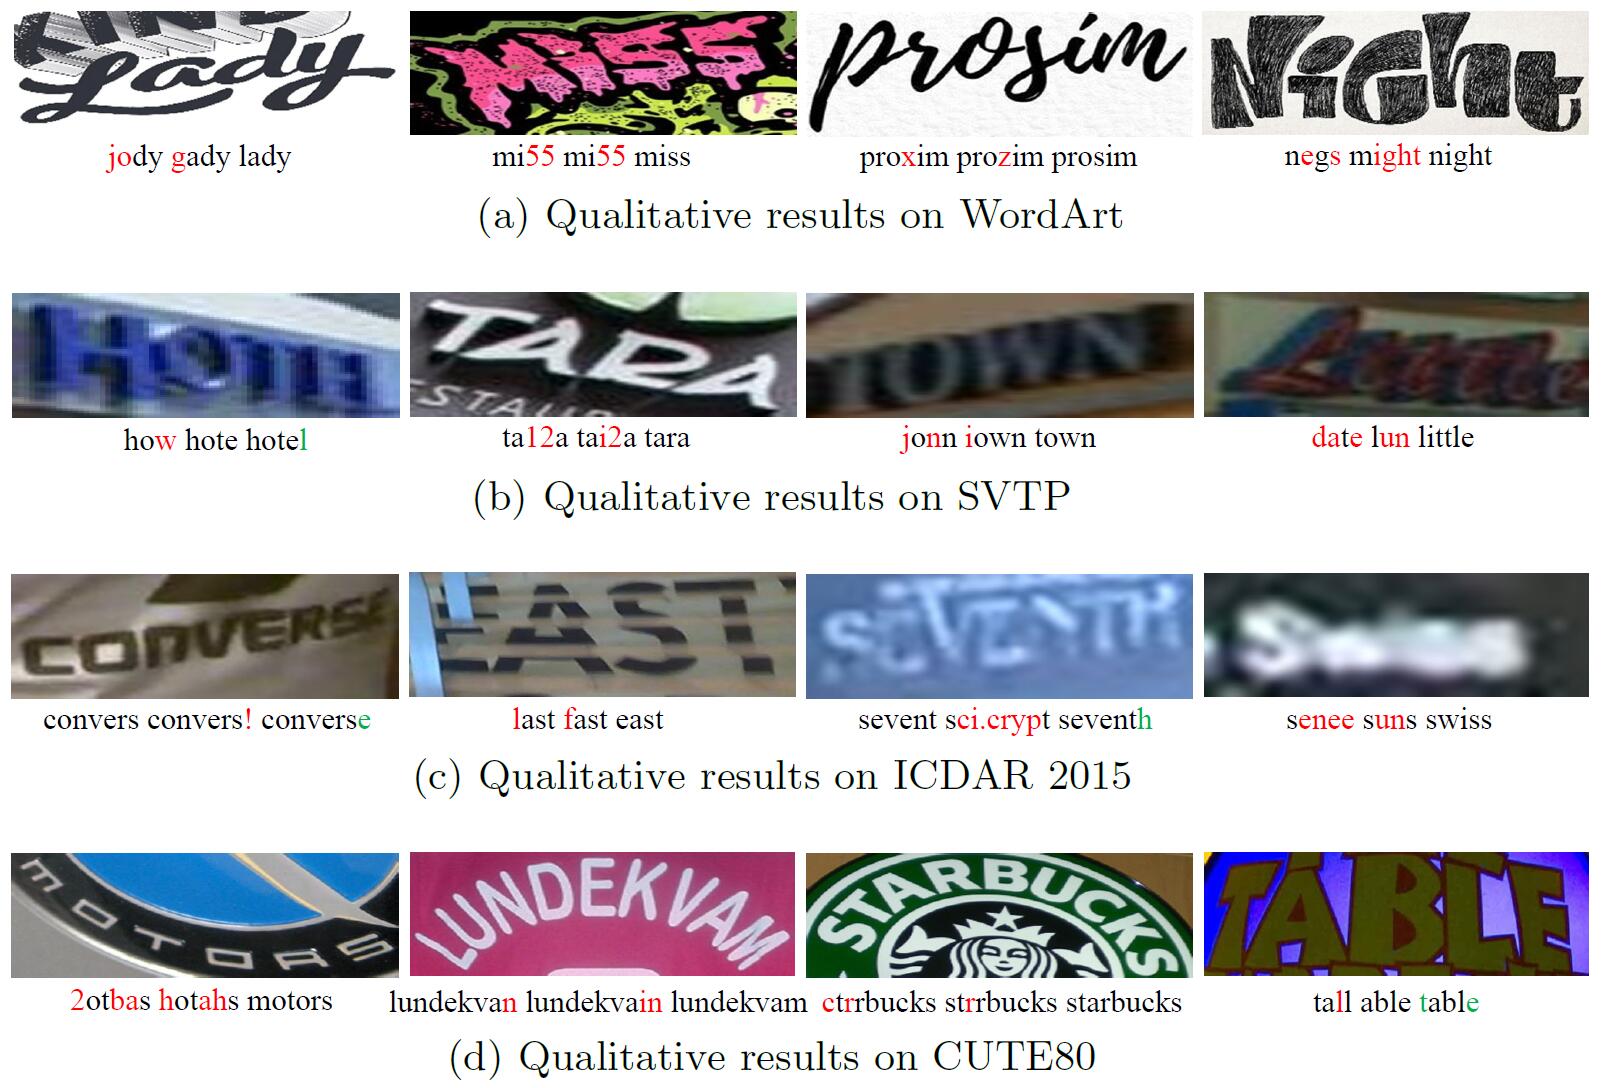 Lady
MiSS
prosím
NiGht
jody gady lady
mi55 mi55 miss
proxim prozim prosim
negs might night
(a) Qualitative results on WordArt
HOTEL
TARA
TOWN
Little
how hote hotel
ta12a tai2a tara
jonn iown town
date lun little
(b) Qualitative results on SVTP
CONVERSE
EAST
SEVENTH
convers convers! converse
last fast east
sevent sci.crypt seventh
senee suns swiss
(c) Qualitative results on ICDAR 2015
MOTORS
LUNDEKVAM
STARBUCKS
TABLE
2otbas hotahs motors
lundekvan lundekvain lundekvam
ctrrbucks strrbucks starbucks
tall able table
(d) Qualitative results on CUTE80